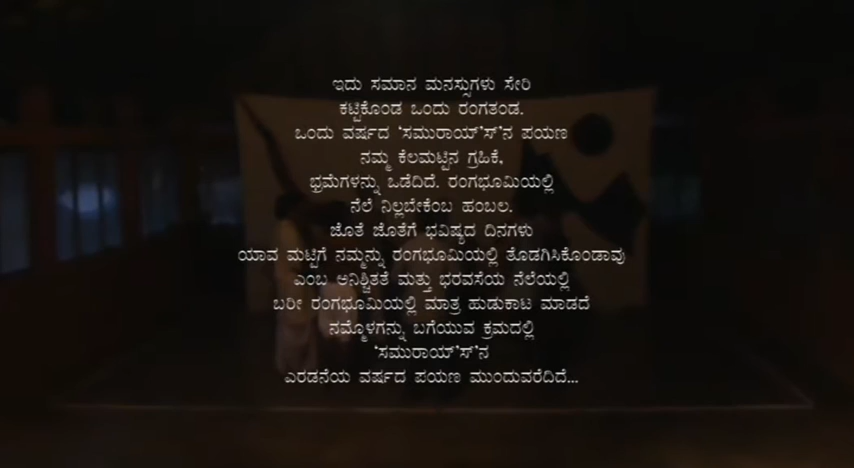 ಇದು ಸಮಾನ ಮನಸ್ಸುಗಳು ಸೇರಿ
ಕಟ್ಟಿಕೊಂಡ ಒಂದು ರಂಗತಂಡ.
ಒಂದು ವರ್ಷದ 'ಸಮುರಾಯ್'ಸ್'ನ ಪಯಣ
ನಮ್ಮ ಕೆಲಮಟ್ಟಿನ ಗ್ರಹಿಕೆ,
ಭ್ರಮೆಗಳನ್ನು ಒಡೆದಿದೆ. ರಂಗಭೂಮಿಯಲ್ಲಿ
ನೆಲೆ ನಿಲ್ಲಬೇಕೆಂಬ ಹಂಬಲ.
ಜೊತೆ ಜೊತೆಗೆ ಭವಿಷ್ಯದ ದಿನಗಳು
ಯಾವ ಮಟ್ಟಿಗೆ ನಮ್ಮನ್ನು ರಂಗಭೂಮಿಯಲ್ಲಿ ತೊಡಗಿಸಿಕೊಂಡಾವು
ಎಂಬ ಅನಿಶ್ಚಿತತೆ ಮತ್ತು ಭರವಸೆಯ ನೆಲೆಯಲ್ಲಿ
ಬರೀ ರಂಗಭೂಮಿಯಲ್ಲಿ ಮಾತ್ರ ಹುಡುಕಾಟ ಮಾಡದೆ
ನಮ್ಮೊಳಗನ್ನು ಬಗೆಯುವ ಕ್ರಮದಲ್ಲಿ
'ಸಮುರಾಯ್'ಸ್'ನ
ಎರಡನೆಯ ವರ್ಷದ ಪಯಣ ಮುಂದುವರೆದಿದೆ...